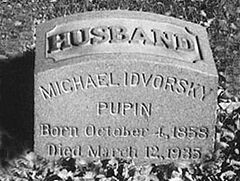 HUSBAND
MICHAEL IDVORSKY
PUPIN
Born October 4, 1858
Died March 12, 1935